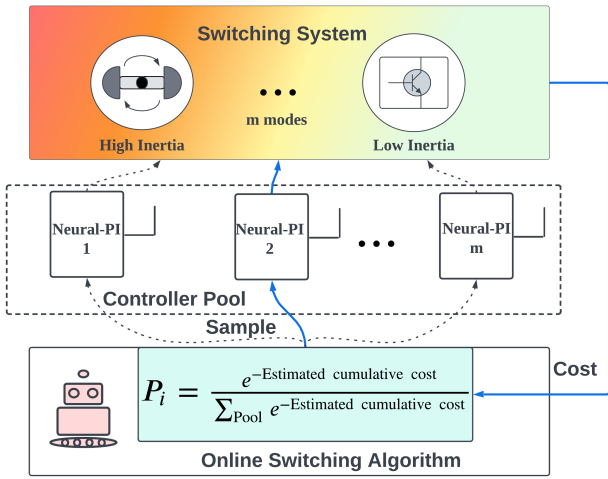 Switching System
m modes
High Inertia
Low Inertia
Neural-PI
1
Neural-PI
2
Neural-PI
m
Controller Pool
Sample
P_i = e^{-Estimated cumulative cost} / ∑_{Pool} e^{-Estimated cumulative cost}
Cost
Online Switching Algorithm